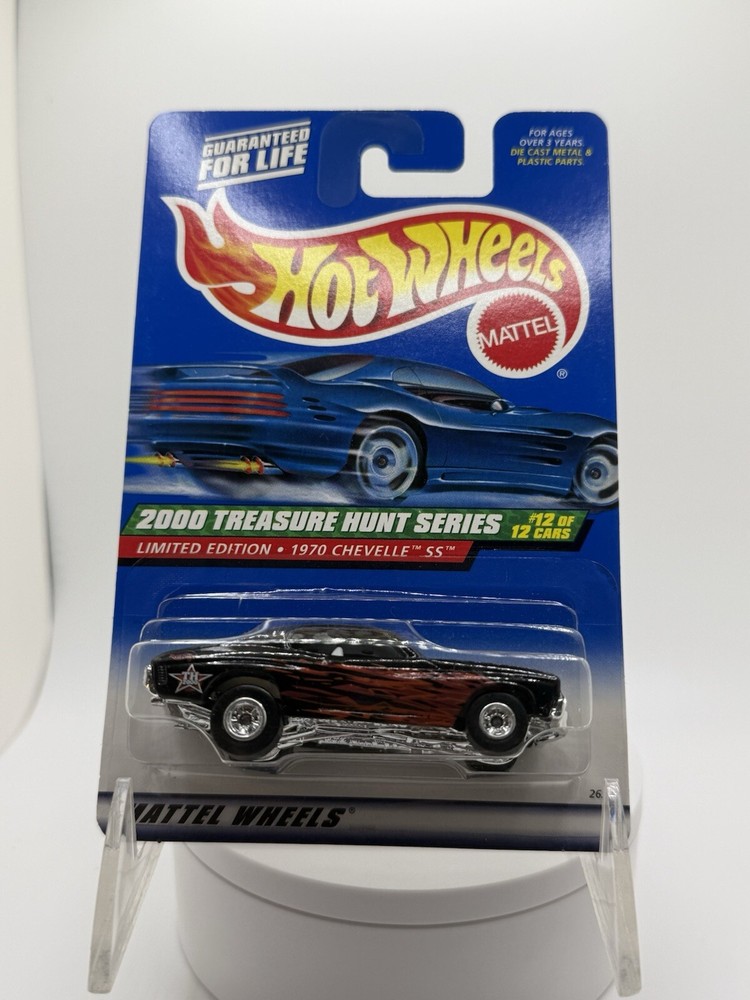 GUARANTEED
FOR LIFE
FOR AGES
OVER 3 YEARS.
DIE CAST METAL &
PLASTIC PARTS.
HOT WHEELS
MATTEL
®
2000 TREASURE HUNT SERIES
#12 OF
12 CARS
LIMITED EDITION • 1970 CHEVELLE™ SS™
MATTEL WHEELS®